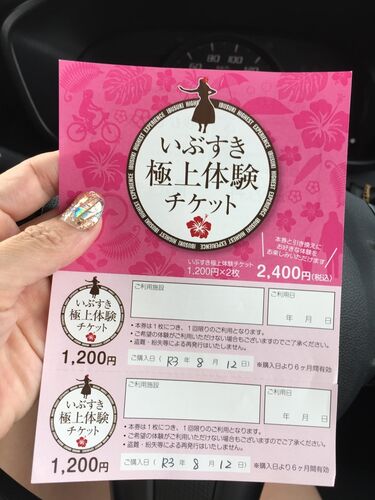 IBUSUKI HIGHEST EXPERIENCE
いぶすき
極上体験
チケット
本券と引き換えに
お好きな体験を
お楽しみいただけます
いぶすき極上体験チケット
1,200円×2枚 2,400円(税込)
いぶすき
極上体験
チケット
1,200円
ご利用施設
ご利用日
年 月 日
・本券は1枚につき、1回限りのご利用となります。
・ご希望の体験がご利用いただけない場合もございますのでご了承ください。
・盗難・紛失等による再発行はいたしません。
ご購入日 ( R3 年 8 月 12 日) ※購入日より6ヶ月間有効
いぶすき
極上体験
チケット
1,200円
ご利用施設
ご利用日
年 月 日
・本券は1枚につき、1回限りのご利用となります。
・ご希望の体験がご利用いただけない場合もございますのでご了承ください。
・盗難・紛失等による再発行はいたしません。
ご購入日 ( R3 年 8 月 12 日) ※購入日より6ヶ月間有効